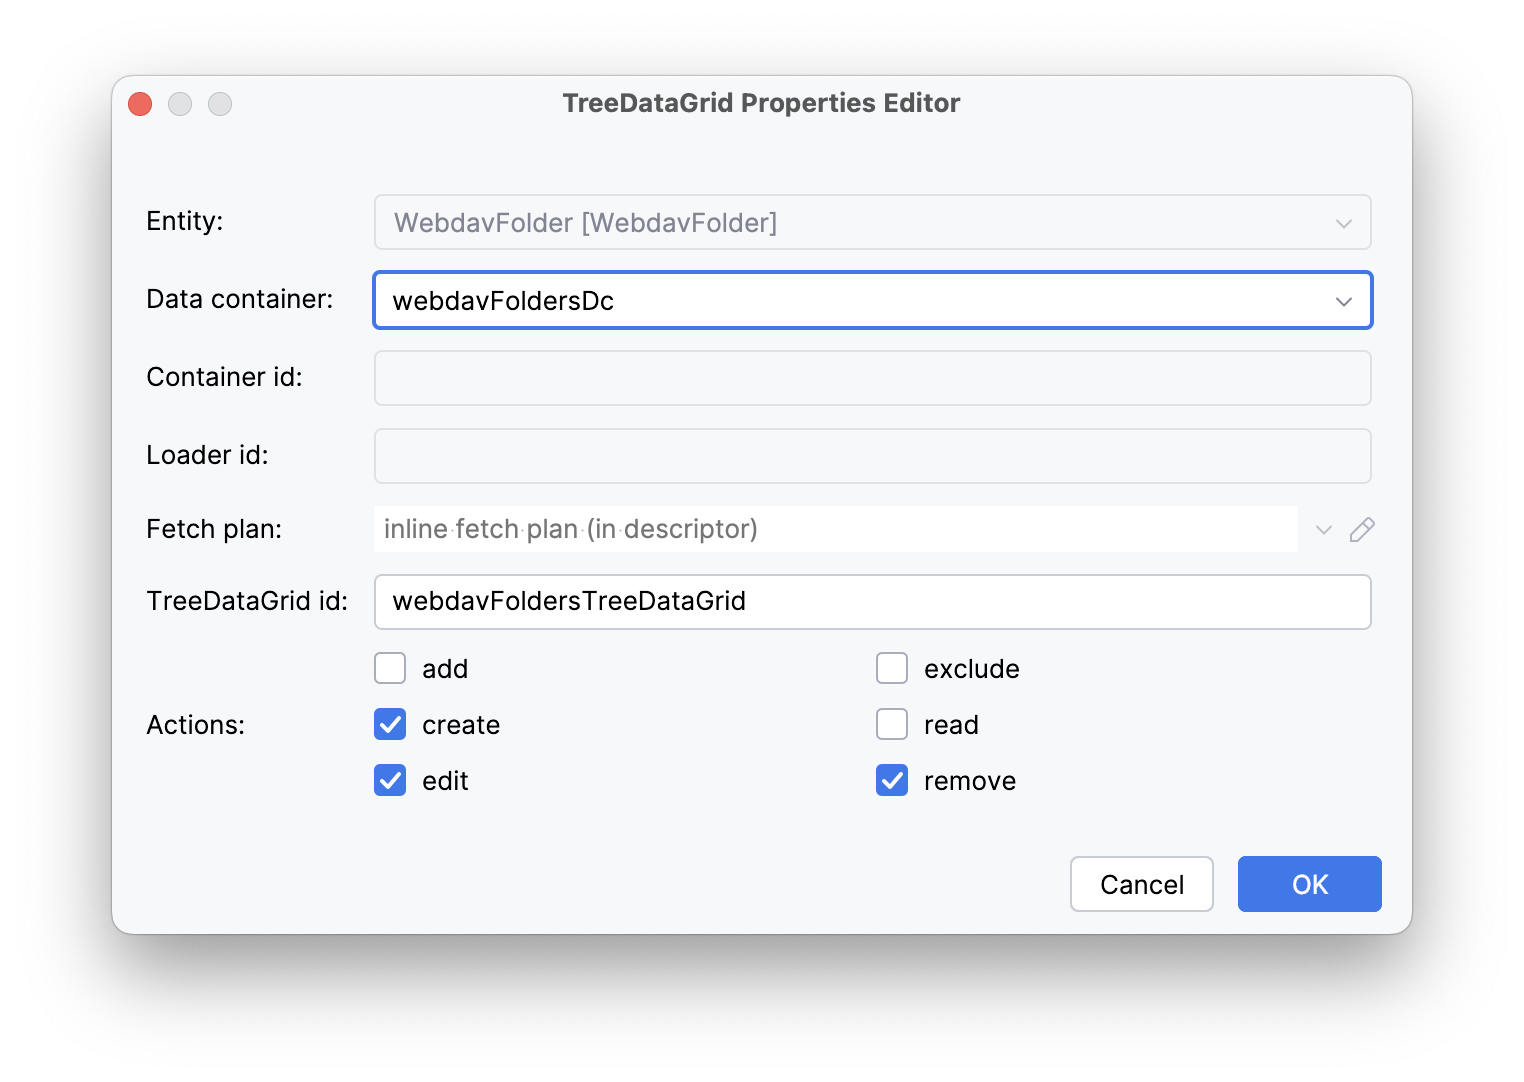 TreeDataGrid Properties Editor
Entity: WebdavFolder [WebdavFolder]
Data container: webdavFoldersDc
Container id:
Loader id:
Fetch plan: inline fetch plan (in descriptor)
TreeDataGrid id: webdavFoldersTreeDataGrid
add exclude
Actions: create read
edit remove
Cancel OK